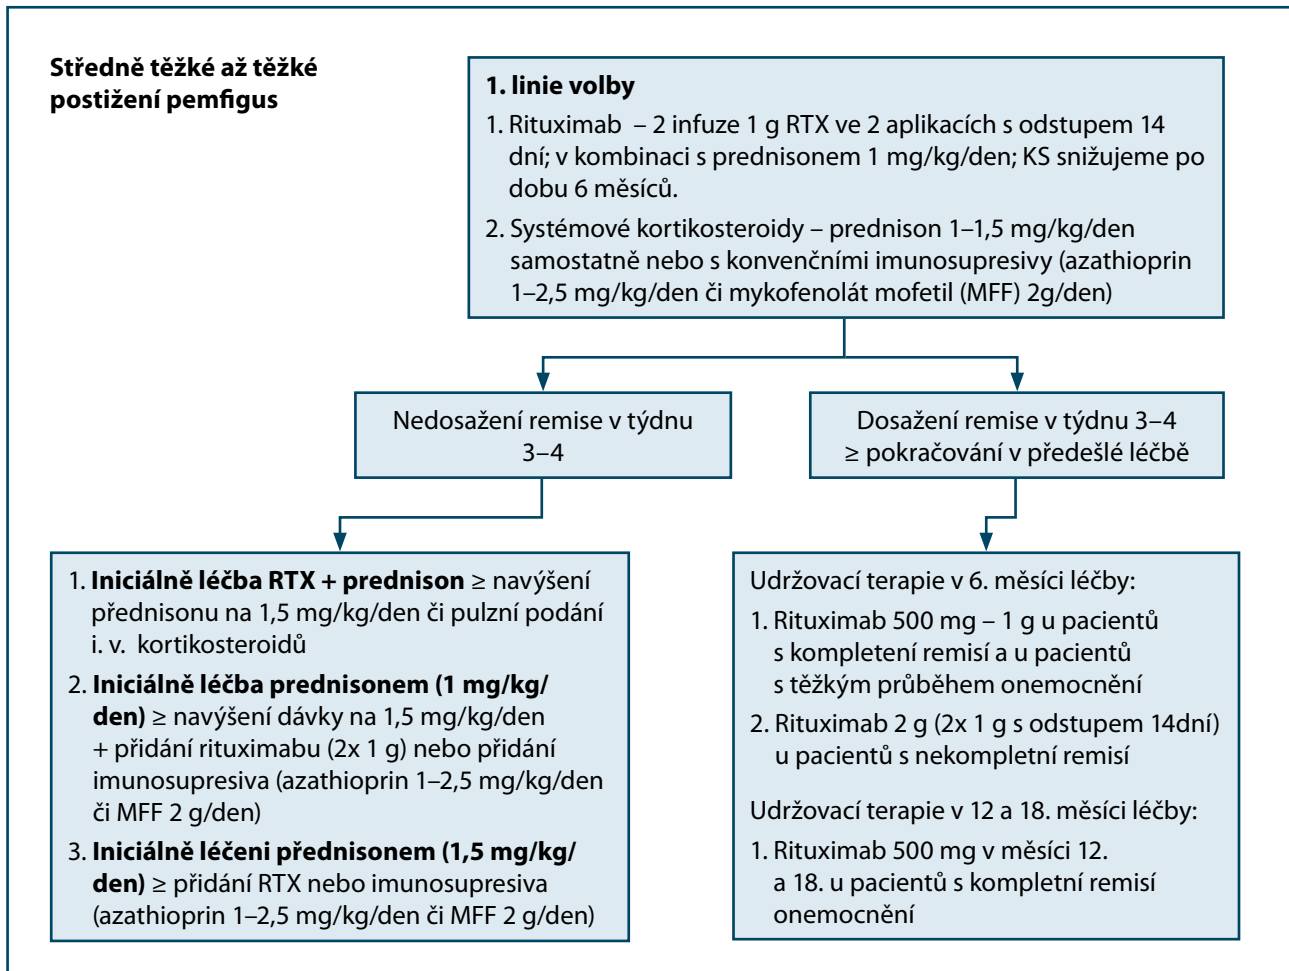 Středně těžké až těžké
postižení pemfigus
1. linie volby
1. Rituximab – 2 infuze 1 g RTX ve 2 aplikacích s odstupem 14
dní; v kombinaci s prednisonem 1 mg/kg/den; KS snižujeme po
dobu 6 měsíců.
2. Systémové kortikosteroidy – prednison 1–1,5 mg/kg/den
samostatně nebo s konvenčními imunosupresivy (azathioprin
1–2,5 mg/kg/den či mykofenolát mofetil (MFF) 2g/den)
Nedosažení remise v týdnu
3–4
Dosažení remise v týdnu 3–4
≥ pokračování v předešlé léčbě
1. Iniciálně léčba RTX + prednison ≥ navýšení
přednisonu na 1,5 mg/kg/den či pulzní podání
i. v. kortikosteroidů
2. Iniciálně léčba prednisonem (1 mg/kg/
den) ≥ navýšení dávky na 1,5 mg/kg/den
+ přidání rituximabu (2x 1 g) nebo přidání
imunosupresiva (azathioprin 1–2,5 mg/kg/den
či MFF 2 g/den)
3. Iniciálně léčeni přednisonem (1,5 mg/kg/
den) ≥ přidání RTX nebo imunosupresiva
(azathioprin 1–2,5 mg/kg/den či MFF 2 g/den)
Udržovací terapie v 6. měsíci léčby:
1. Rituximab 500 mg – 1 g u pacientů
s kompletení remisí a u pacientů
s těžkým průběhem onemocnění
2. Rituximab 2 g (2x 1 g s odstupem 14dní)
u pacientů s nekompletní remisí
Udržovací terapie v 12 a 18. měsíci léčby:
1. Rituximab 500 mg v měsíci 12.
a 18. u pacientů s kompletní remisí
onemocnění